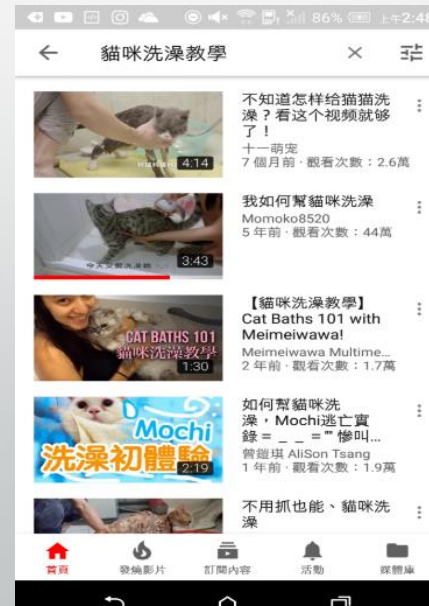 86% 上午2:48
貓咪洗澡教學
不知道怎样给猫猫洗
澡？看这个视频就够
了！
十一萌宠
7 個月前 · 觀看次數：2.6萬
4:14
我如何幫貓咪洗澡
Momoko8520
5 年前 · 觀看次數：44萬
3:43
【貓咪洗澡教學】
Cat Baths 101 with
Meimeiwawa!
Meimeiwawa Multime...
2 年前 · 觀看次數：1.7萬
CAT BATHS 101
貓咪洗澡教學
1:30
如何幫貓咪洗
澡，Mochi逃亡實
錄 = _ _ = "" 慘叫...
曾鎧琪 AliSon Tsang
1 年前 · 觀看次數：1.9萬
Mochi
洗澡初體驗
2:19
不用抓也能、貓咪洗
澡
首頁 發燒影片 訂閱內容 活動 媒體庫